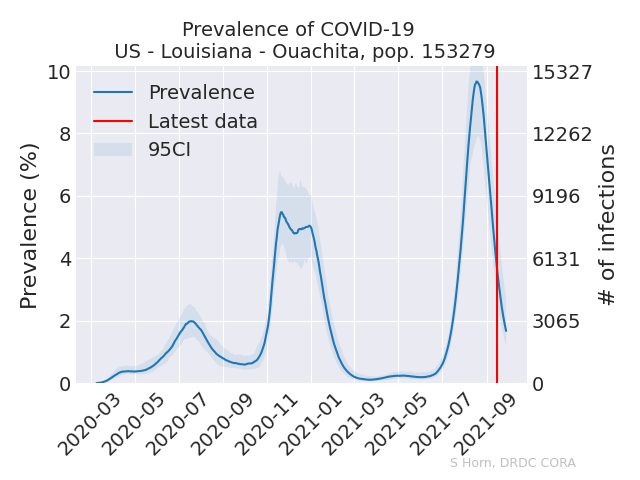 Prevalence of COVID-19
US - Louisiana - Ouachita, pop. 153279
Prevalence
Latest data
95CI
Prevalence (%)
10
8
6
4
2
0
15327
12262
9196
6131
3065
0
# of infections
2020-03
2020-05
2020-07
2020-09
2020-11
2021-01
2021-03
2021-05
2021-07
2021-09
S Horn, DRDC CORA